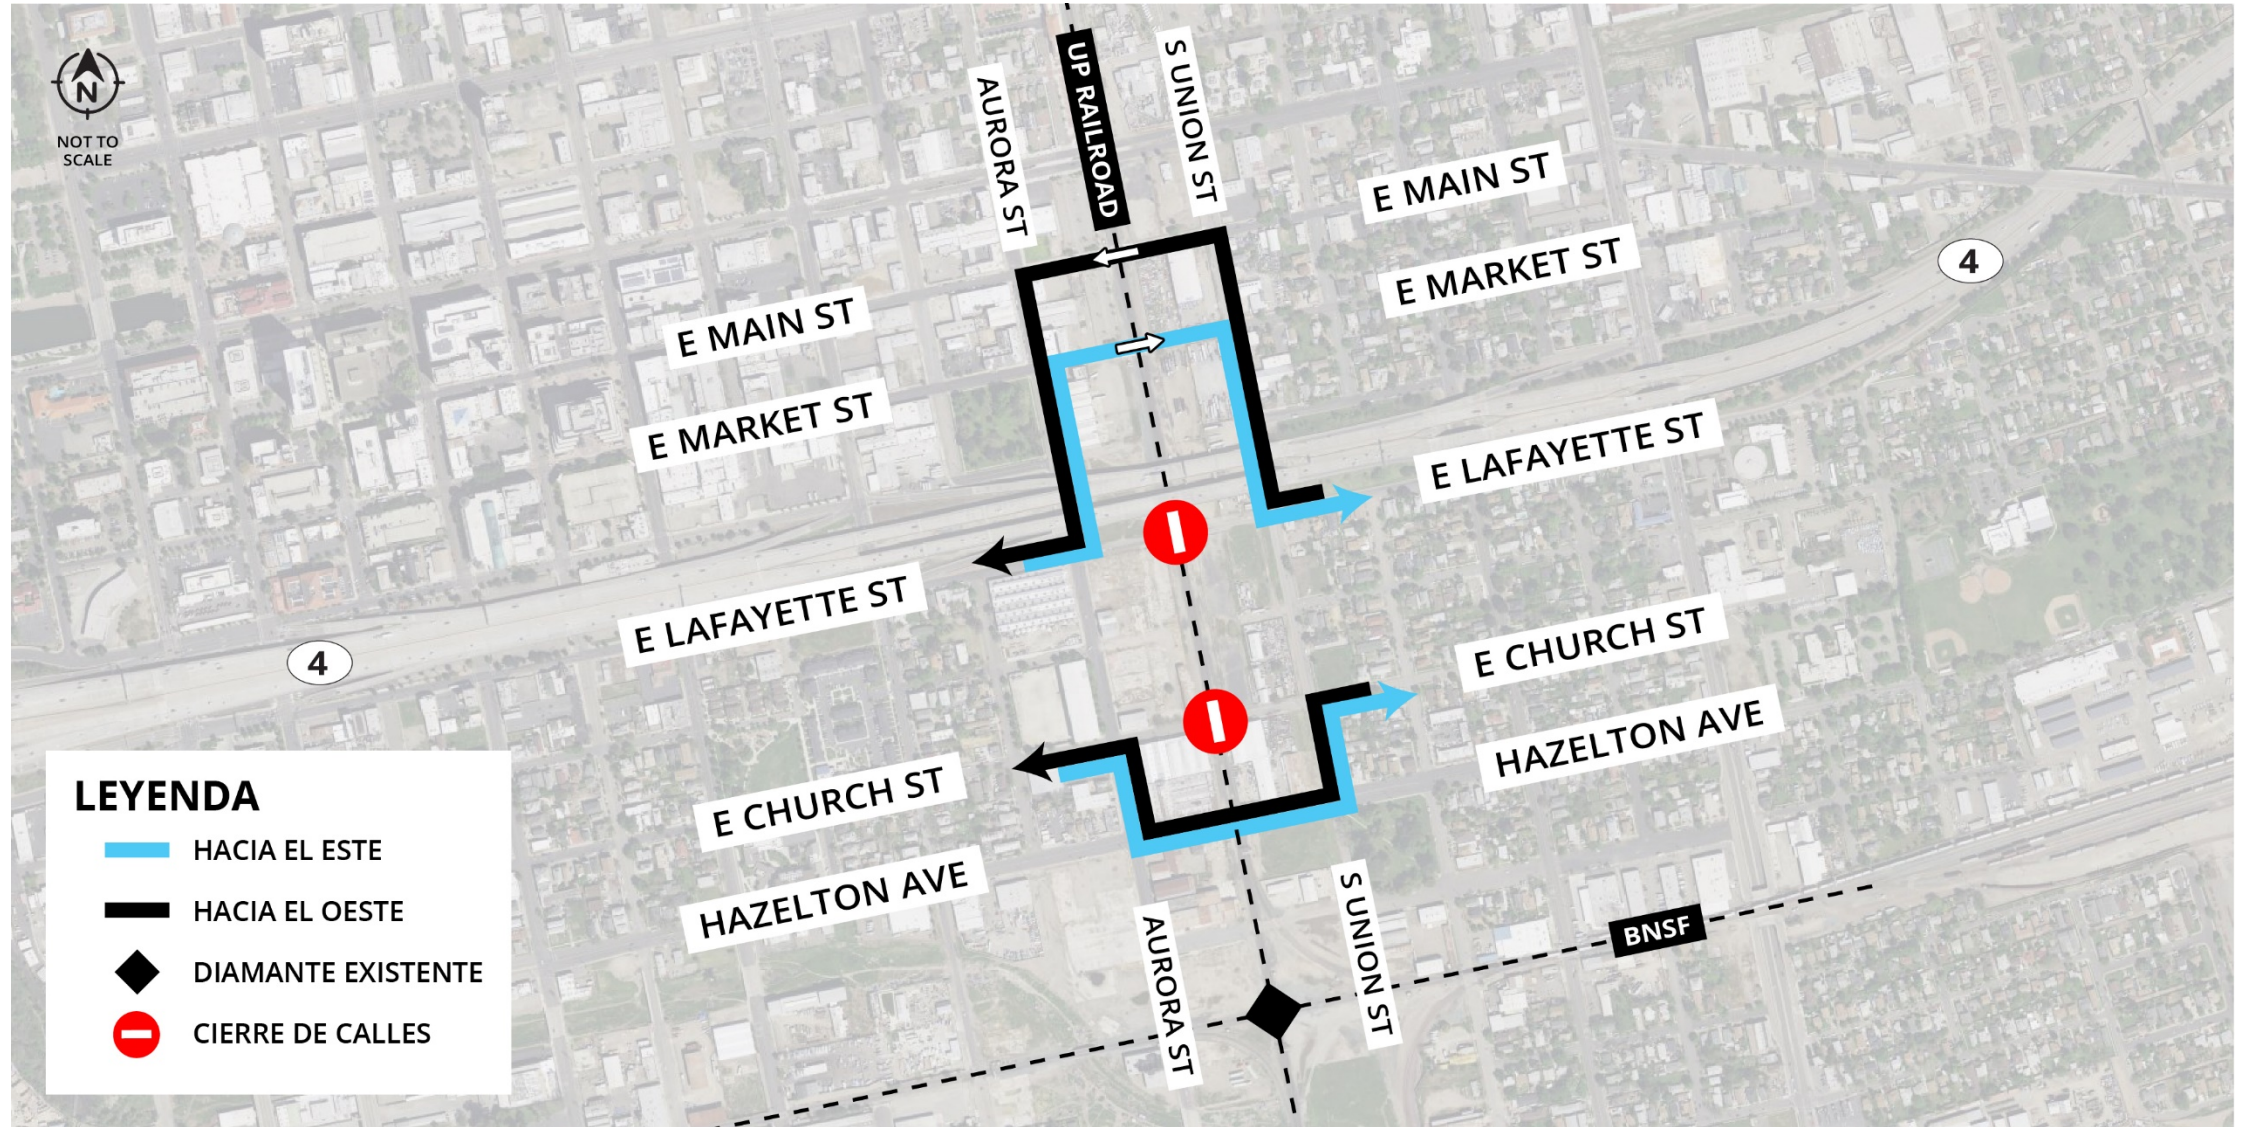 N
NOT TO
SCALE
AURORA ST
UP RAILROAD
S UNION ST
E MAIN ST
E MARKET ST
4
E MAIN ST
E MARKET ST
E LAFAYETTE ST
E LAFAYETTE ST
4
E CHURCH ST
HAZELTON AVE
E CHURCH ST
HAZELTON AVE
AURORA ST
S UNION ST
BNSF
LEYENDA
HACIA EL ESTE
HACIA EL OESTE
DIAMANTE EXISTENTE
CIERRE DE CALLES